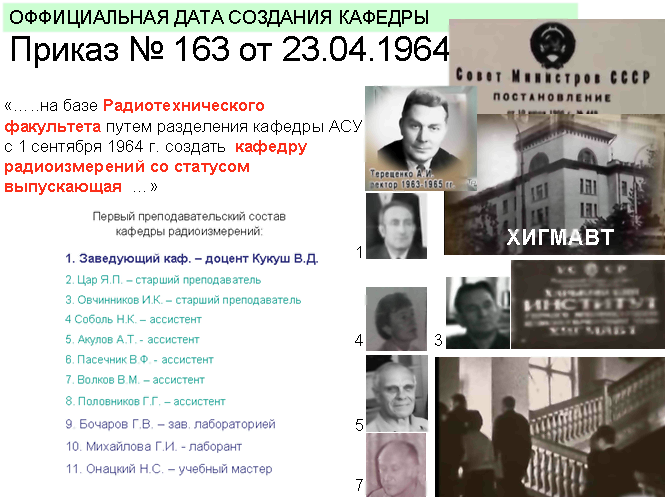 ОФФИЦИАЛЬНАЯ ДАТА СОЗДАНИЯ КАФЕДРЫ
Приказ № 163 от 23.04.1964
«…..на базе Радиотехнического
факультета путем разделения кафедры АСУ
с 1 сентября 1964 г. создать кафедру
радиоизмерений со статусом
выпускающая …»
Первый преподавательский состав
кафедры радиоизмерений:
1. Заведующий каф. – доцент Кукуш В.Д.
2. Цар Я.П. – старший преподаватель
3. Овчинников И.К. – старший преподаватель
4 Соболь Н.К. – ассистент
5. Акулов А.Т. - ассистент
6. Пасечник В.Ф. - ассистент
7. Волков В.М. – ассистент
8. Половников Г.Г. – ассистент
9. Бочаров Г.В. – зав. лабораторией
10. Михайлова Г.И. - лаборант
11. Онацкий Н.С. – учебный мастер
Совет Министров СССР
ПОСТАНОВЛЕНИЕ
Терещенко А.И.
ректор 1963-1965 гг.
ХИГМАВТ
1
4
3
5
7
УССР
ИНСТИТУТ
ХИГМАВТ